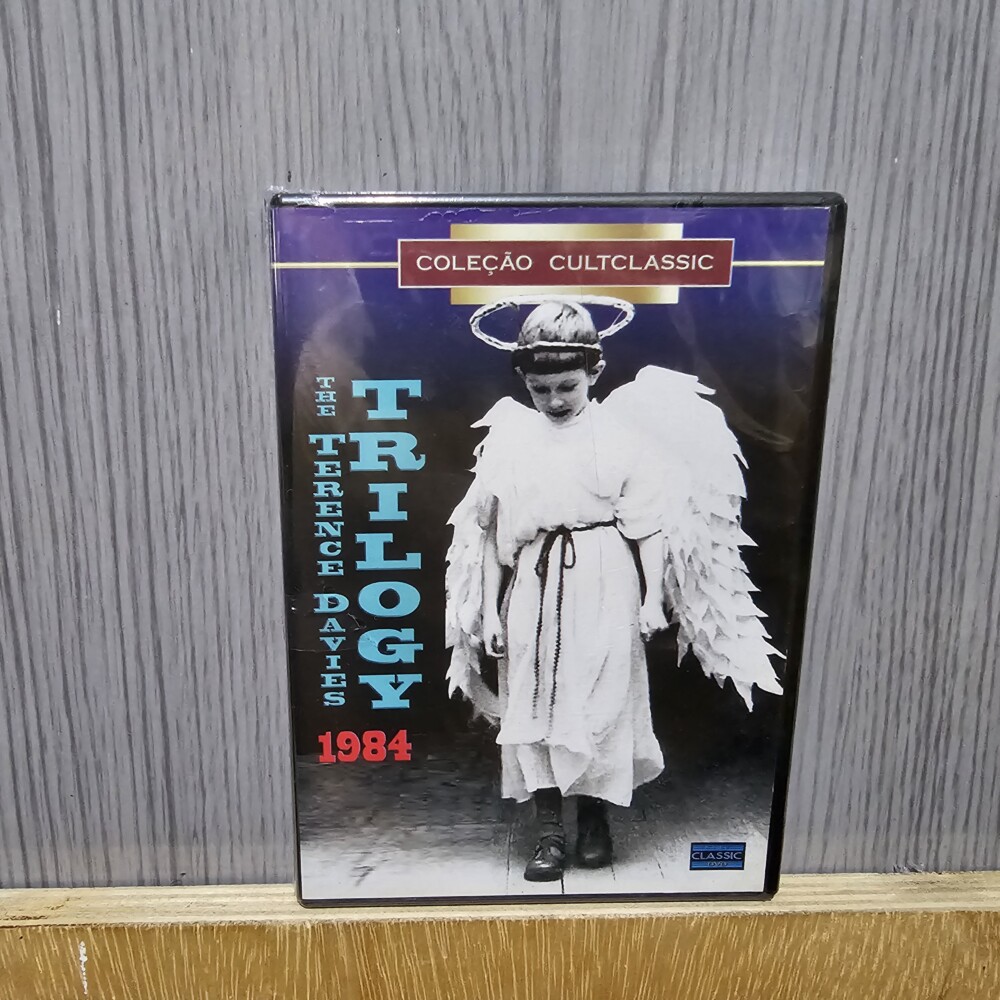 COLEÇÃO CULTCLASSIC
THE TERENCE DAVIES
TRILOGY
1984
CLASSIC